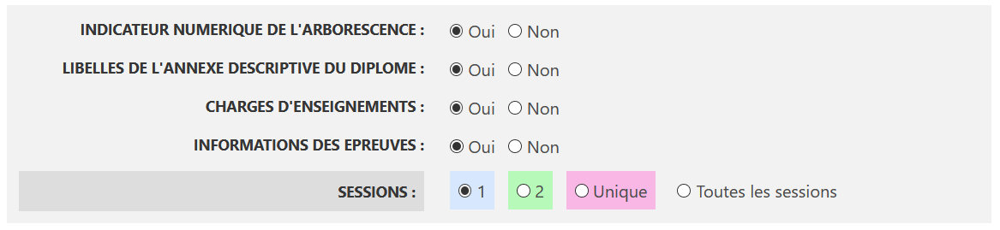 INDICATEUR NUMERIQUE DE L'ARBORESCENCE : Oui Non
LIBELLES DE L'ANNEXE DESCRIPTIVE DU DIPLOME : Oui Non
CHARGES D'ENSEIGNEMENTS : Oui Non
INFORMATIONS DES EPREUVES : Oui Non
SESSIONS : 1 2 Unique Toutes les sessions